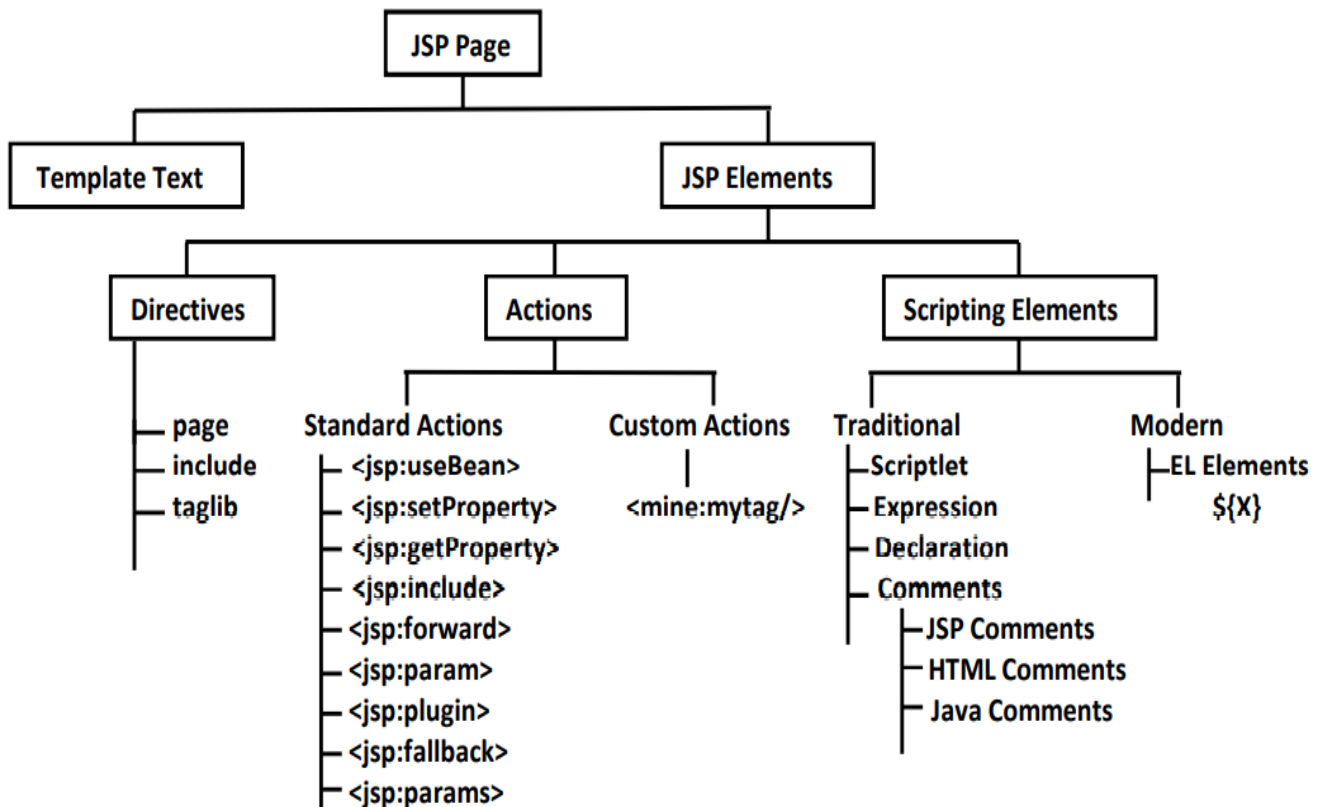 JSP Page
Template Text
JSP Elements
Directives
Actions
Scripting Elements
page
include
taglib
Standard Actions
<jsp:useBean>
<jsp:setProperty>
<jsp:getProperty>
<jsp:include>
<jsp:forward>
<jsp:param>
<jsp:plugin>
<jsp:fallback>
<jsp:params>
Custom Actions
<mine:mytag/>
Traditional
Scriptlet
Expression
Declaration
Comments
JSP Comments
HTML Comments
Java Comments
Modern
EL Elements
${X}